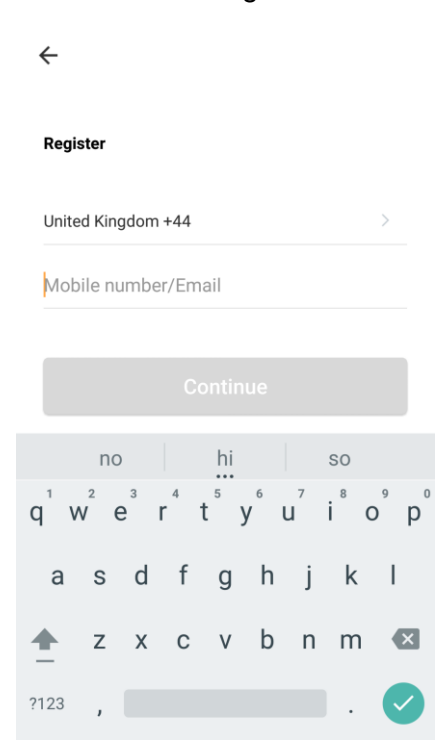 Register
United Kingdom +44
Mobile number/Email
Continue
no hi so
1 2 3 4 5 6 7 8 9 0
q w e r t y u i o p
a s d f g h j k l
z x c v b n m
?123 , .